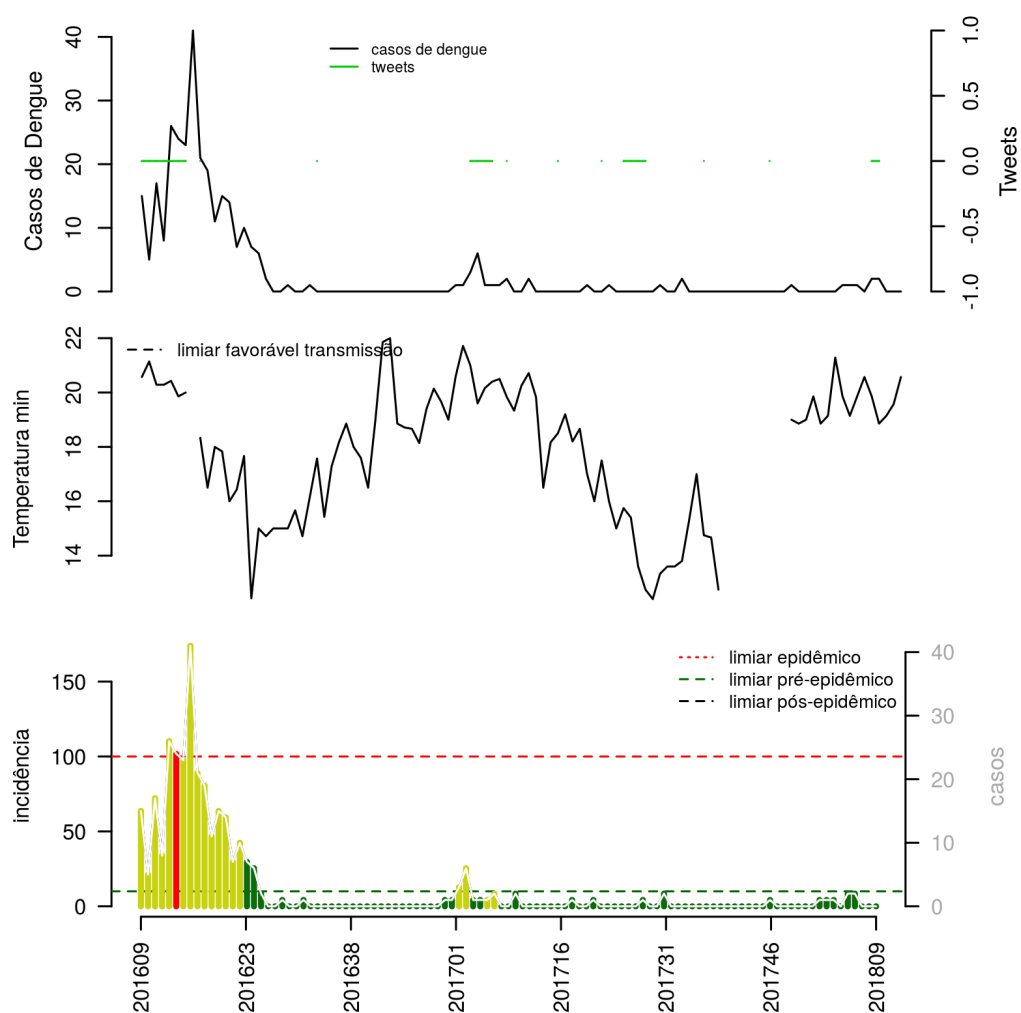 casos de dengue
tweets
Casos de Dengue
0
10
20
30
40
Tweets
-1.0
-0.5
0.0
0.5
1.0
limiar favorável transmissão
Temperatura min
14
16
18
20
22
limiar epidêmico
limiar pré-epidêmico
limiar pós-epidêmico
incidência
0
50
100
150
casos
0
10
20
30
40
201609
201623
201638
201701
201716
201731
201746
201809